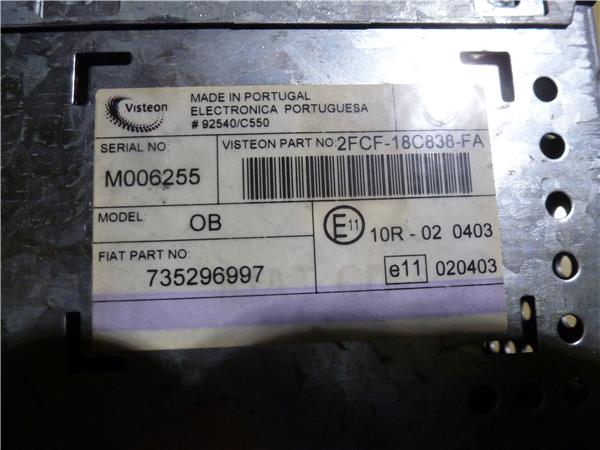 Visteon
MADE IN PORTUGAL
ELECTRONICA PORTUGUESA
# 92540/C550
SERIAL NO:
M006255
VISTEON PART NO: 2FCF-18C838-FA
MODEL: OB
FIAT PART NO:
735296997
E11 10R - 02 0403
e11 020403